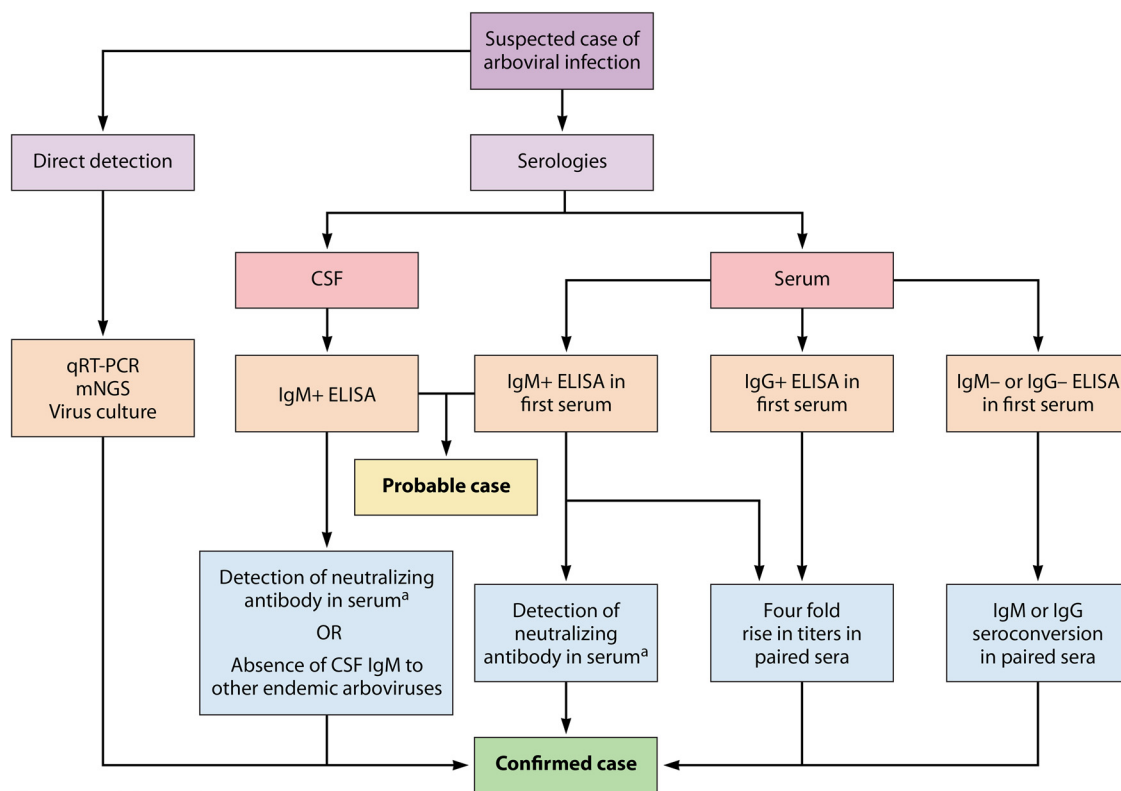 Suspected case of
arboviral infection
Direct detection
Serologies
CSF
Serum
qRT-PCR
mNGS
Virus culture
IgM+ ELISA
IgM+ ELISA in
first serum
IgG+ ELISA in
first serum
IgM– or IgG– ELISA
in first serum
Probable case
Detection of neutralizing
antibody in serumᵃ
OR
Absence of CSF IgM to
other endemic arboviruses
Detection of
neutralizing
antibody in serumᵃ
Four fold
rise in titers in
paired sera
IgM or IgG
seroconversion
in paired sera
Confirmed case